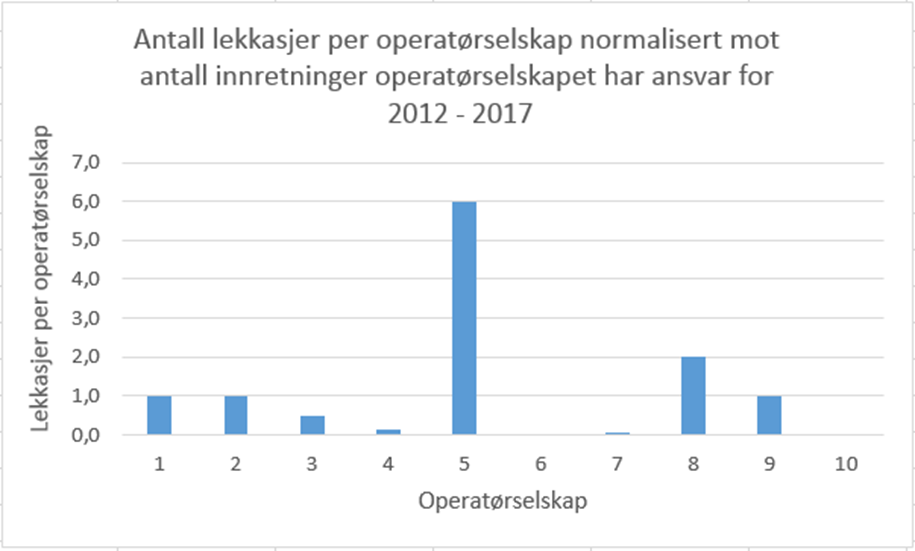 Antall lekkasjer per operatørselskap normalisert mot
antall innretninger operatørselskapet har ansvar for
2012 - 2017
Lekkasjer per operatørselskap
7,0
6,0
5,0
4,0
3,0
2,0
1,0
0,0
1 2 3 4 5 6 7 8 9 10
Operatørselskap